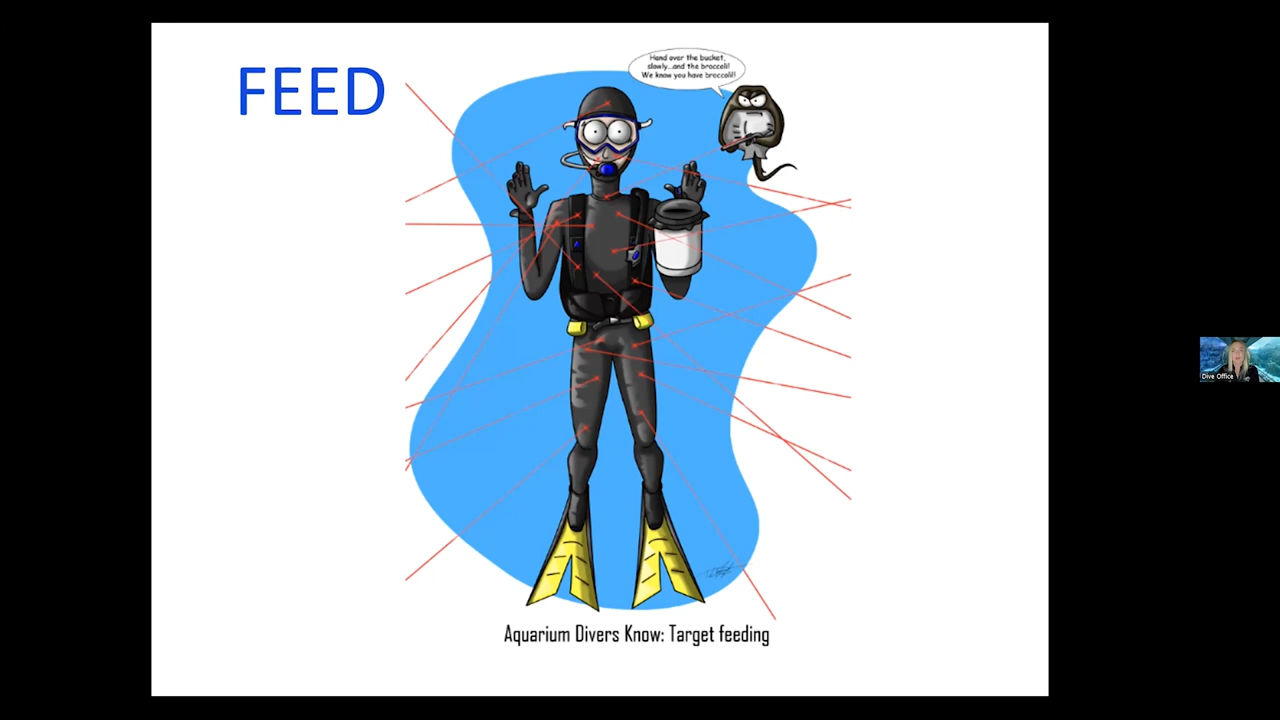 FEED
Hand over the bucket,
slowly...and the broccoli!
We know you have broccoli!
Aquarium Divers Know: Target feeding
Dive Office